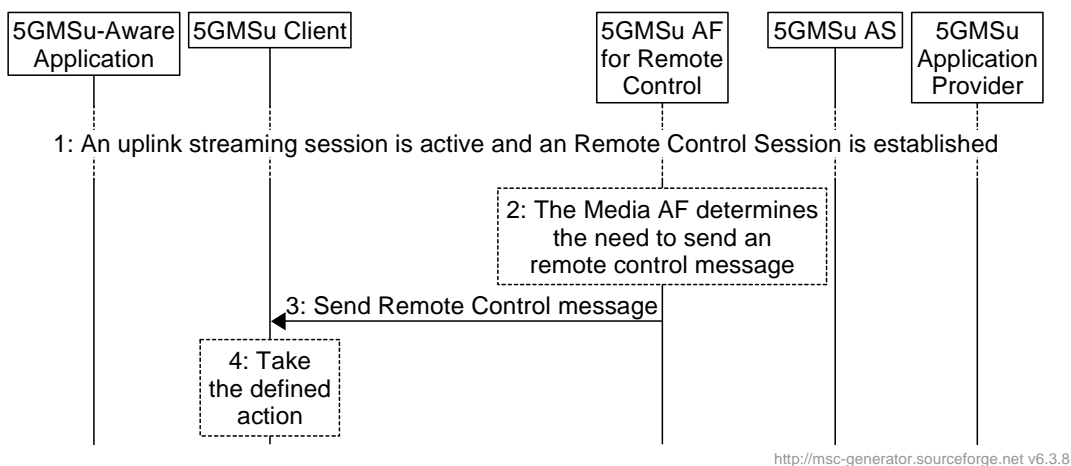 5GMSu-Aware
Application
5GMSu Client
5GMSu AF
for Remote
Control
5GMSu AS
5GMSu
Application
Provider
1: An uplink streaming session is active and an Remote Control Session is established
2: The Media AF determines
the need to send an
remote control message
3: Send Remote Control message
4: Take
the defined
action
http://msc-generator.sourceforge.net v6.3.8